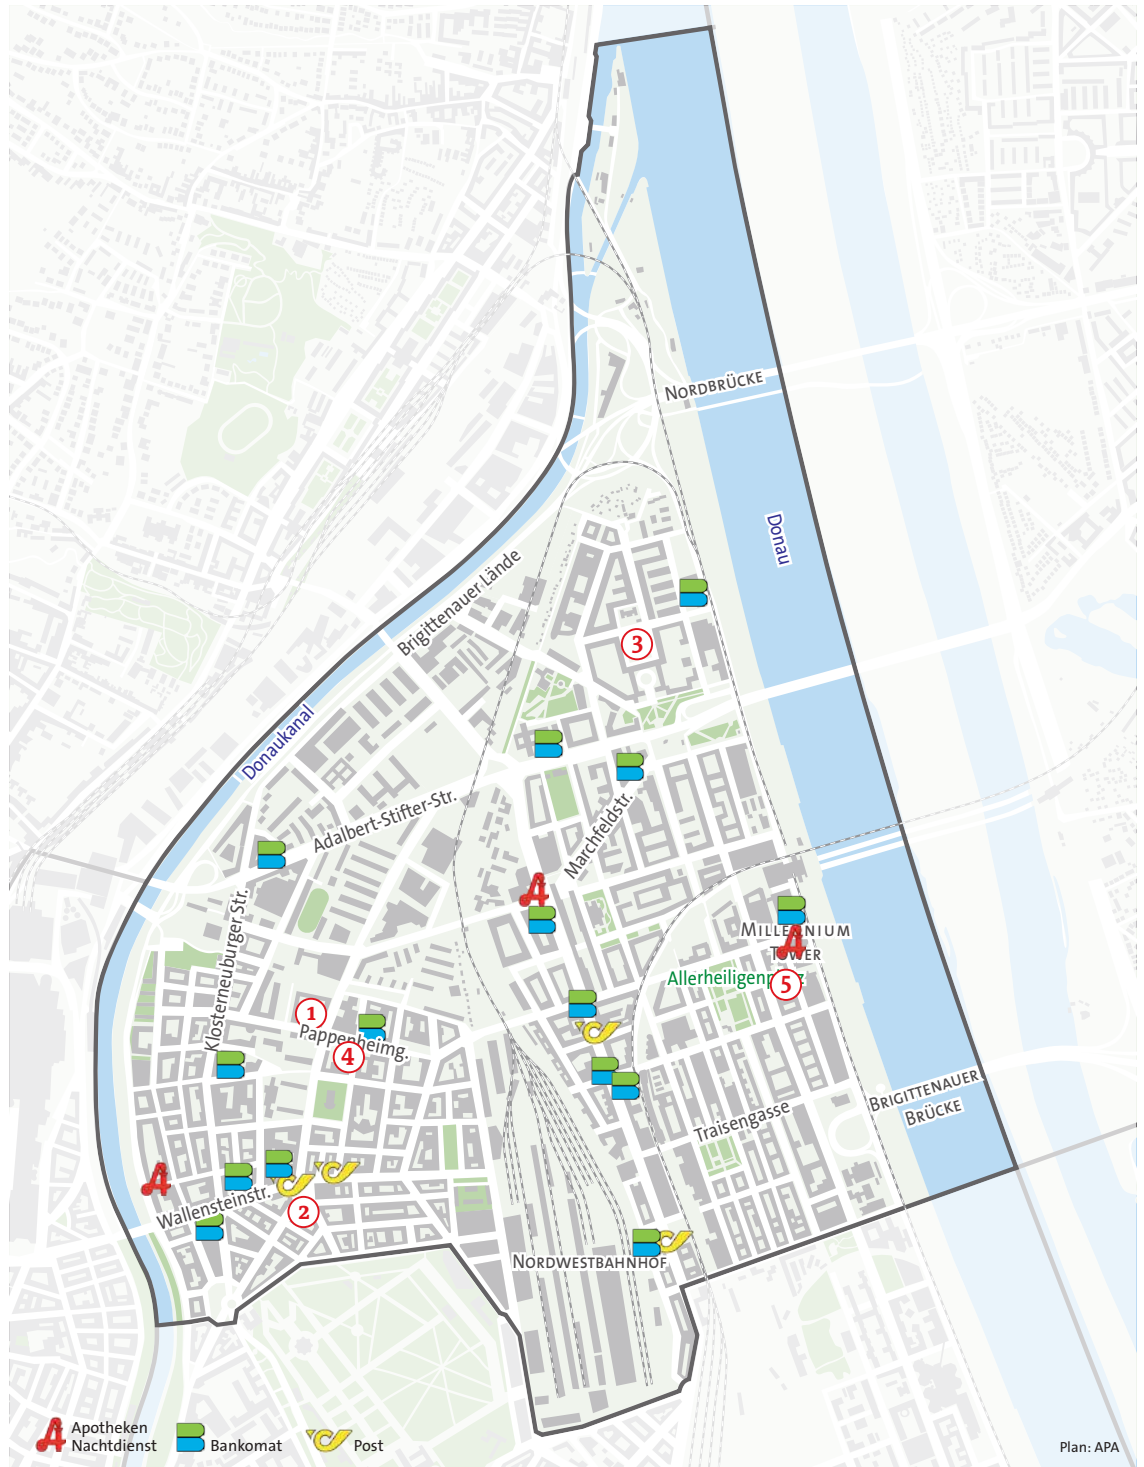 NORDBRÜCKE
Donau
Brigittenauer Lände
3
Donaukanal
Adalbert-Stifter-Str.
Marchfeldstr.
Klosterneuburger Str.
MILLENNIUM
TOWER
Allerheiligenplatz
5
1
Pappenheimg.
4
BRIGITTENAUER
BRÜCKE
Traisengasse
Wallensteinstr.
2
NORDWESTBAHNHOF
Apotheken
Nachtdienst
Bankomat
Post
Plan: APA